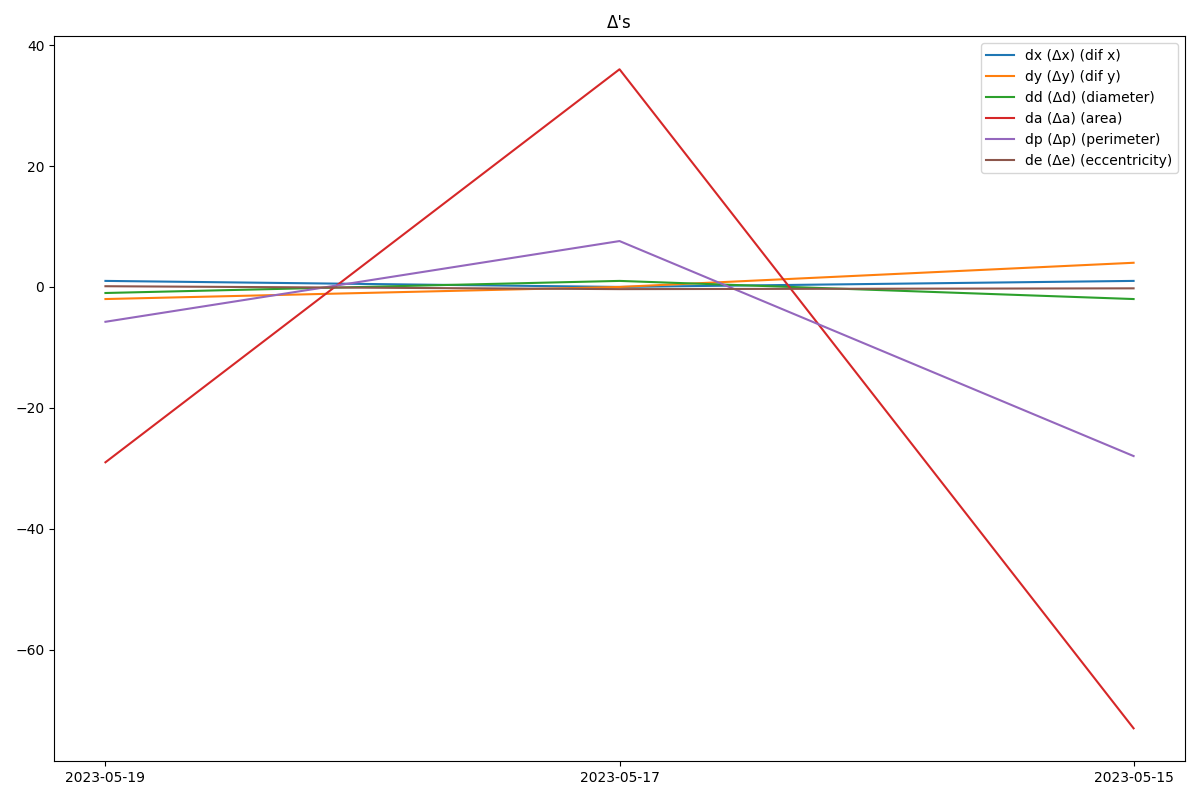 Δ's
40
20
0
−20
−40
−60
2023-05-19
2023-05-17
2023-05-15
dx (Δx) (dif x)
dy (Δy) (dif y)
dd (Δd) (diameter)
da (Δa) (area)
dp (Δp) (perimeter)
de (Δe) (eccentricity)